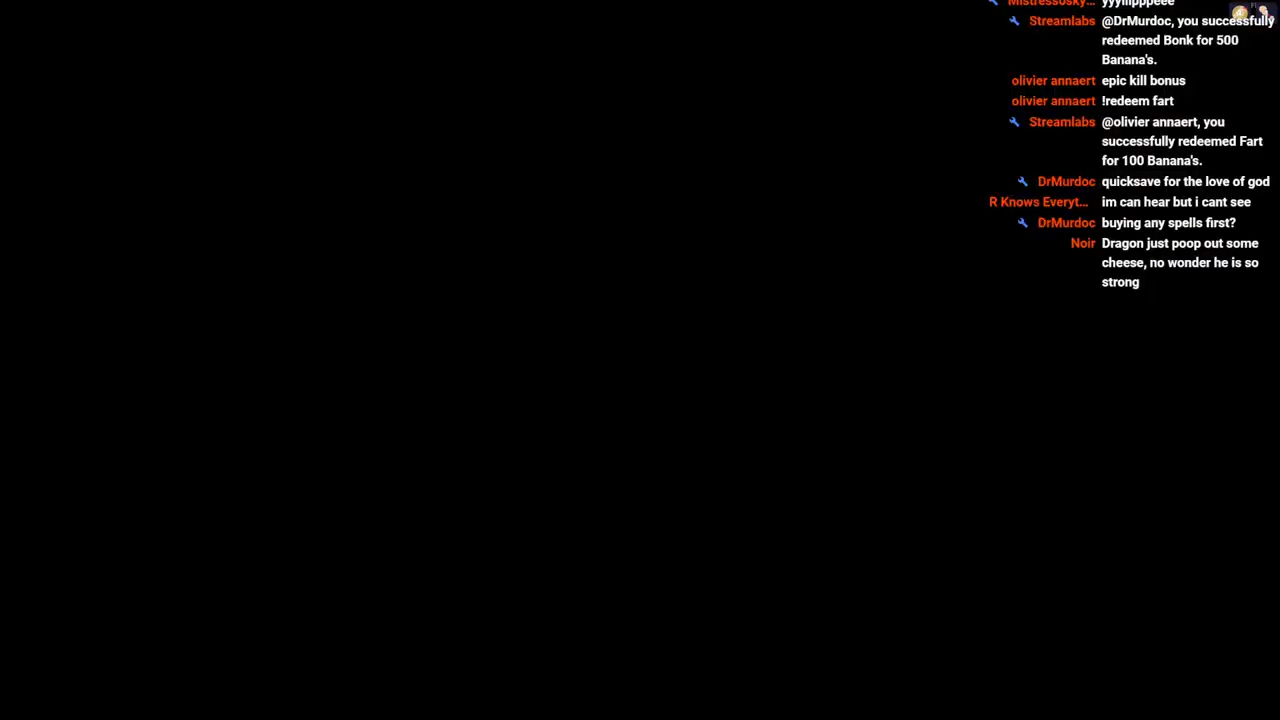 Mistressosky… yyyiiipppeee
Streamlabs @DrMurdoc, you successfully
redeemed Bonk for 500
Banana's.
olivier annaert epic kill bonus
olivier annaert !redeem fart
Streamlabs @olivier annaert, you
successfully redeemed Fart
for 100 Banana's.
DrMurdoc quicksave for the love of god
R Knows Everyt… im can hear but i cant see
DrMurdoc buying any spells first?
Noir Dragon just poop out some
cheese, no wonder he is so
strong